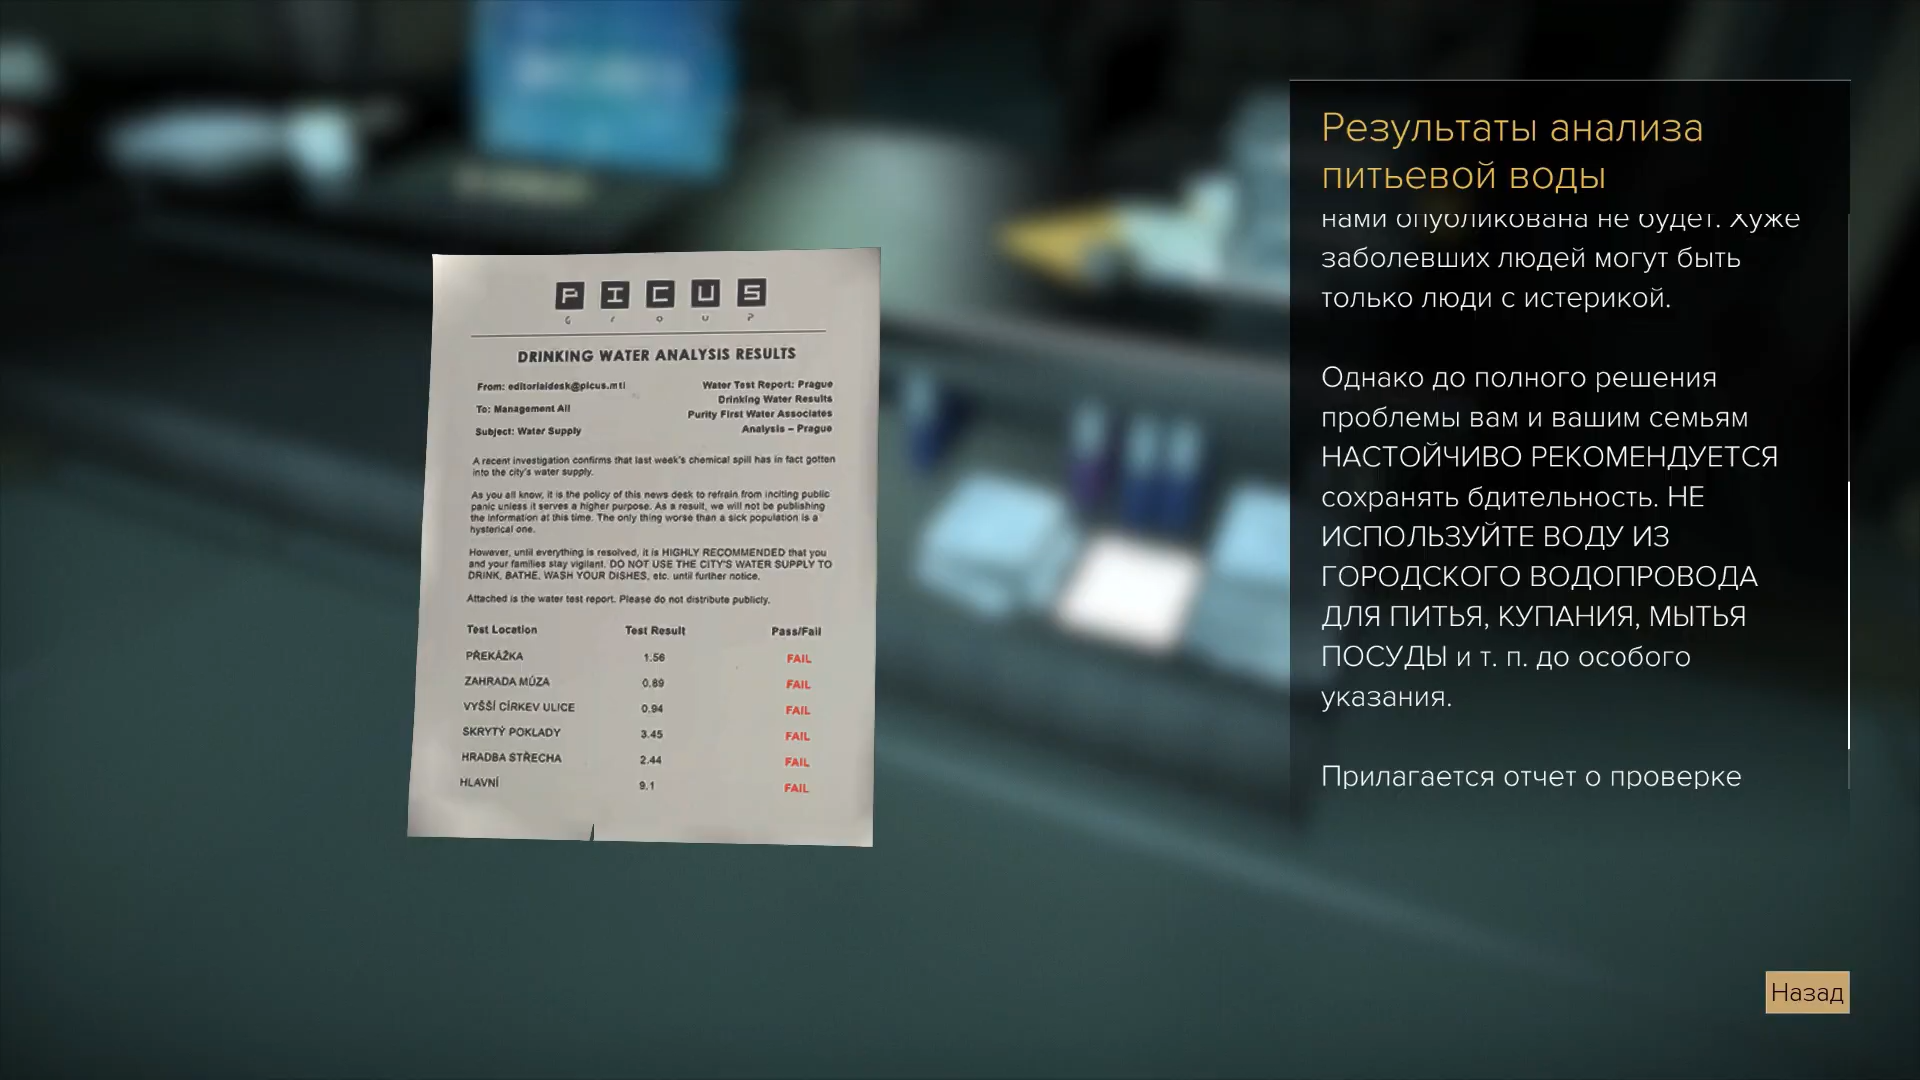 PICUS
GROUP
DRINKING WATER ANALYSIS RESULTS
From: editorialdesk@picus.mti
To: Management All
Subject: Water Supply
Water Test Report: Prague
Drinking Water Results
Purity First Water Associates
Analysis – Prague
A recent investigation confirms that last week's chemical spill has in fact gotten
into the city's water supply.
As you all know, it is the policy of this news desk to refrain from inciting public
panic unless it serves a higher purpose. As a result, we will not be publishing
the information at this time. The only thing worse than a sick population is a
hysterical one.
However, until everything is resolved, it is HIGHLY RECOMMENDED that you
and your families stay vigilant. DO NOT USE THE CITY'S WATER SUPPLY TO
DRINK, BATHE, WASH YOUR DISHES, etc. until further notice.
Attached is the water test report. Please do not distribute publicly.
Test Location Test Result Pass/Fail
PŘEKÁŽKA 1.56 FAIL
ZAHRADA MÚZA 0.89 FAIL
VYŠŠÍ CÍRKEV ULICE 0.94 FAIL
SKRYTÝ POKLADY 3.45 FAIL
HRADBA STŘECHA 2.44 FAIL
HLAVNÍ 9.1 FAIL
Результаты анализа
питьевой воды
нами опубликована не будет. Хуже
заболевших людей могут быть
только люди с истерикой.
Однако до полного решения
проблемы вам и вашим семьям
НАСТОЙЧИВО РЕКОМЕНДУЕТСЯ
сохранять бдительность. НЕ
ИСПОЛЬЗУЙТЕ ВОДУ ИЗ
ГОРОДСКОГО ВОДОПРОВОДА
ДЛЯ ПИТЬЯ, КУПАНИЯ, МЫТЬЯ
ПОСУДЫ и т. п. до особого
указания.
Прилагается отчет о проверке
Назад